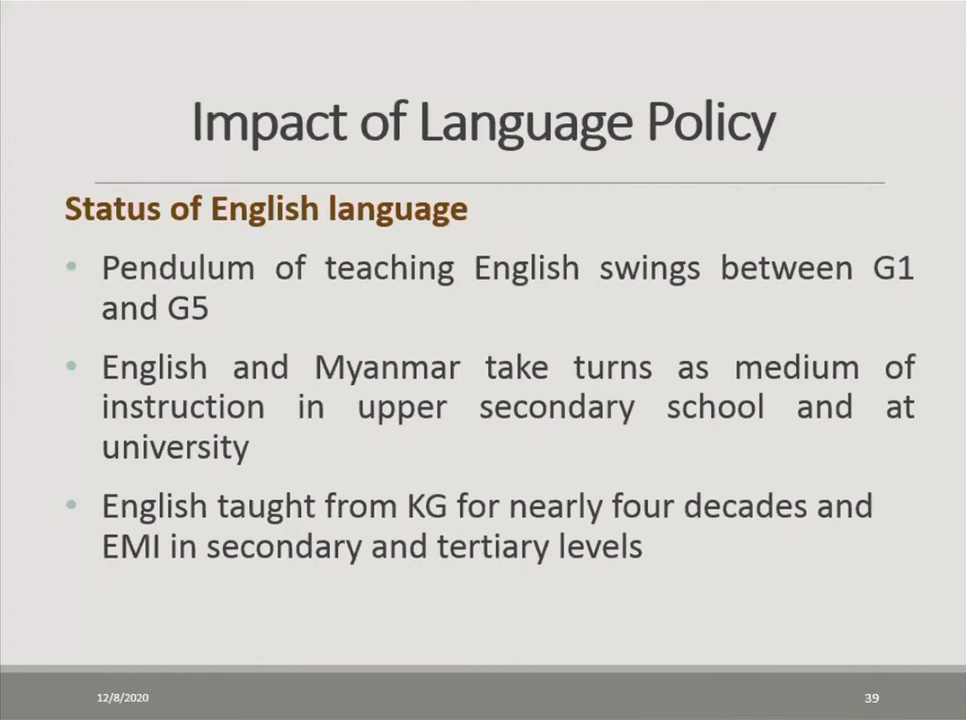 Impact of Language Policy
Status of English language
• Pendulum of teaching English swings between G1
and G5
• English and Myanmar take turns as medium of
instruction in upper secondary school and at
university
• English taught from KG for nearly four decades and
EMI in secondary and tertiary levels
12/8/2020
39